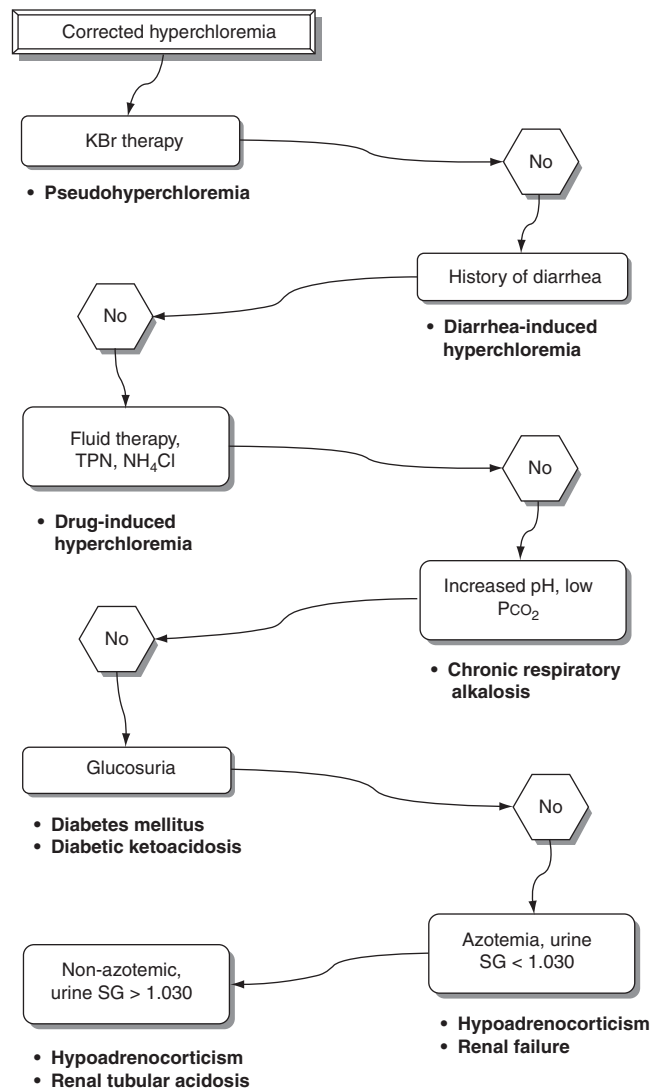 Corrected hyperchloremia
KBr therapy
No
• Pseudohyperchloremia
History of diarrhea
No
• Diarrhea-induced
hyperchloremia
Fluid therapy,
TPN, NH₄Cl
No
• Drug-induced
hyperchloremia
Increased pH, low
PCO₂
No
• Chronic respiratory
alkalosis
Glucosuria
No
• Diabetes mellitus
• Diabetic ketoacidosis
Azotemia, urine
SG < 1.030
• Hypoadrenocorticism
• Renal failure
Non-azotemic,
urine SG > 1.030
• Hypoadrenocorticism
• Renal tubular acidosis